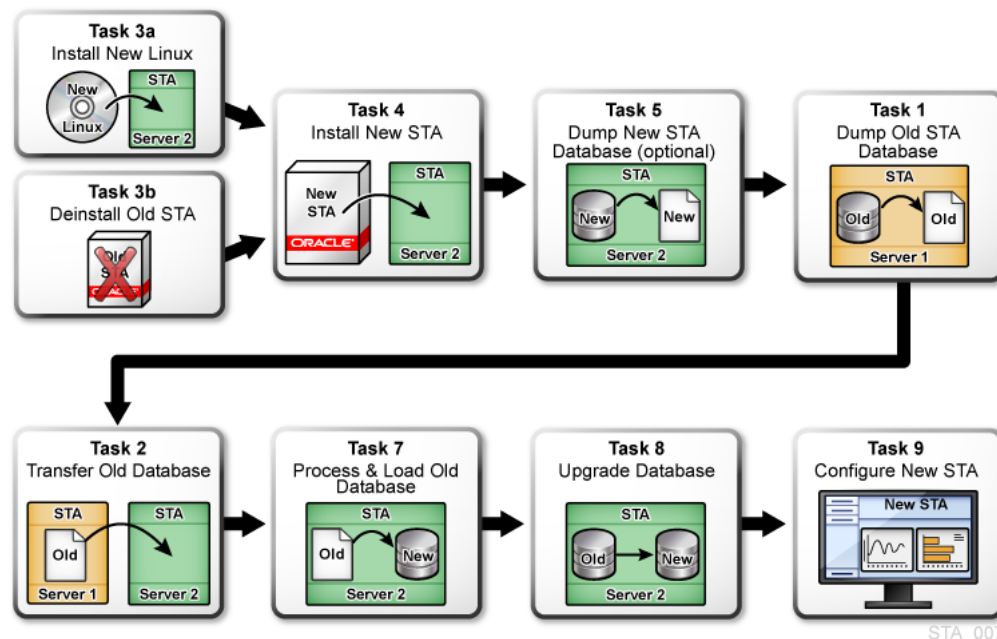 Task 3a
Install New Linux
New
Linux
STA
Server 2
Task 3b
Deinstall Old STA
Old
STA
ORACLE
Task 4
Install New STA
New
STA
ORACLE
STA
Server 2
Task 5
Dump New STA
Database (optional)
STA
New
New
Server 2
Task 1
Dump Old STA
Database
STA
Old
Old
Server 1
Task 2
Transfer Old Database
STA
Old
Server 1
STA
Server 2
Task 7
Process & Load Old
Database
STA
Old
New
Server 2
Task 8
Upgrade Database
STA
Old
New
Server 2
Task 9
Configure New STA
New STA